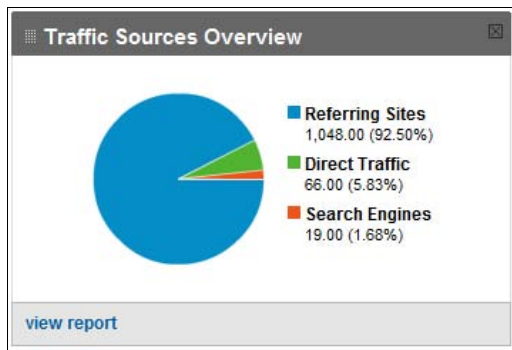 Traffic Sources Overview
Referring Sites
1,048.00 (92.50%)
Direct Traffic
66.00 (5.83%)
Search Engines
19.00 (1.68%)
view report